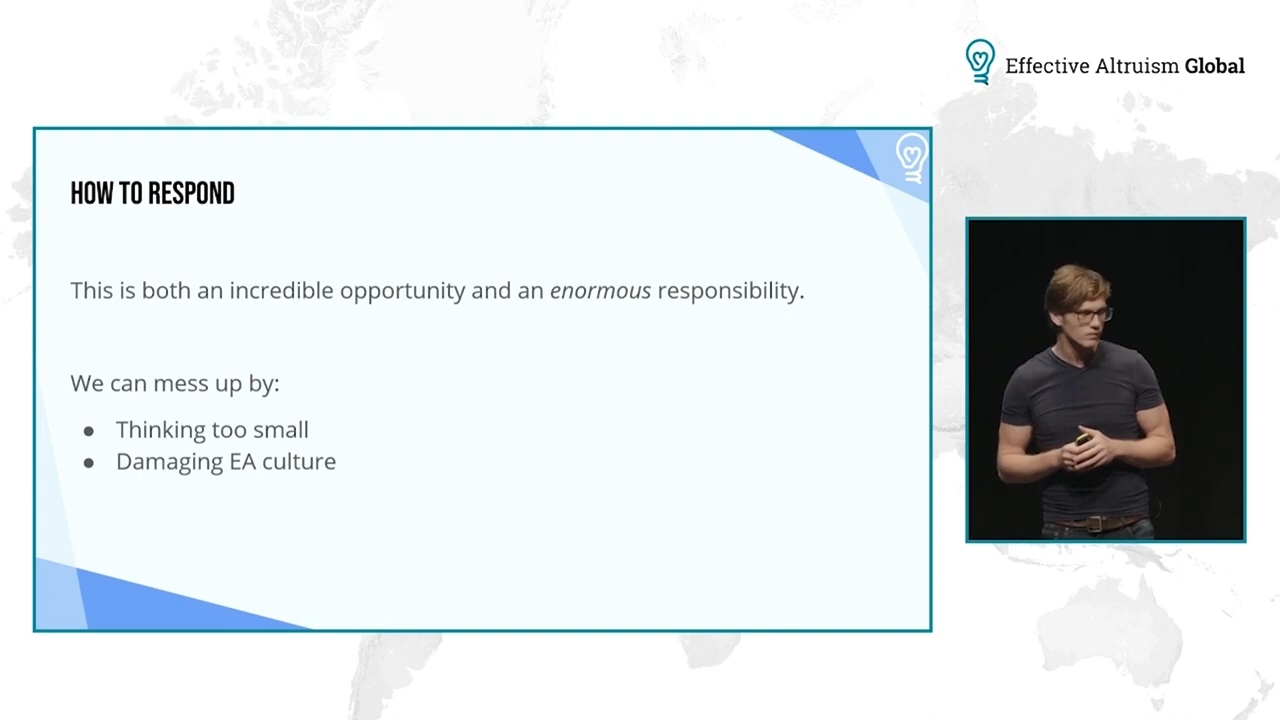 Effective Altruism Global
HOW TO RESPOND
This is both an incredible opportunity and an enormous responsibility.
We can mess up by:
● Thinking too small
● Damaging EA culture